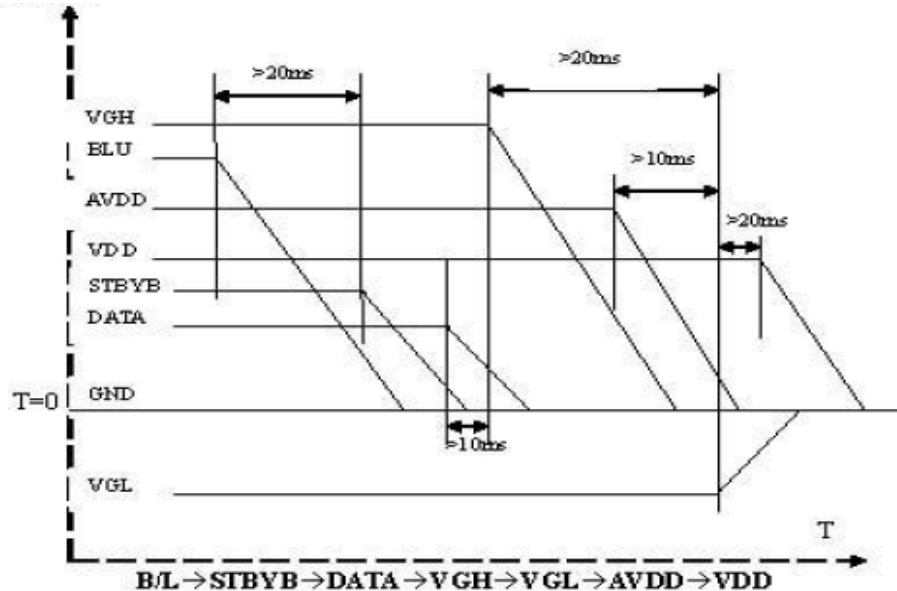 >20ms
>20ms
VGH
BLU
>10ms
AVDD
>20ms
VDD
STBYB
DATA
T=0
GND
>10ms
VGL
T
B/L→STBYB→DATA→VGH→VGL→AVDD→VDD